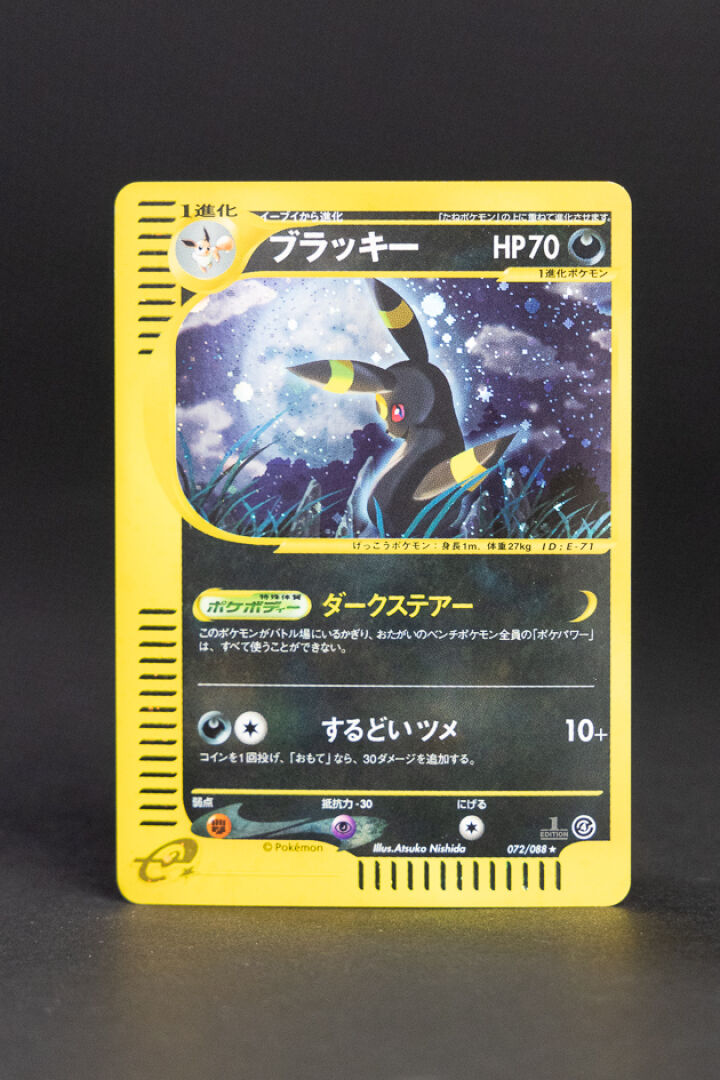 1進化
イーブイから進化
「たねポケモン」の上に重ねて進化させます。
ブラッキー HP70
1進化ポケモン
げっこうポケモン：身長1m，体重27kg ID：E-71
特殊体質
ポケボディー ダークステアー
このポケモンがバトル場にいるかぎり、おたがいのベンチポケモン全員の「ポケパワー」
は、すべて使うことができない。
するどいツメ 10+
コインを1回投げ、「おもて」なら、30ダメージを追加する。
弱点 抵抗力-30 にげる
1
EDITION
4
e
©Pokémon Illus.Atsuko Nishida 072/088★